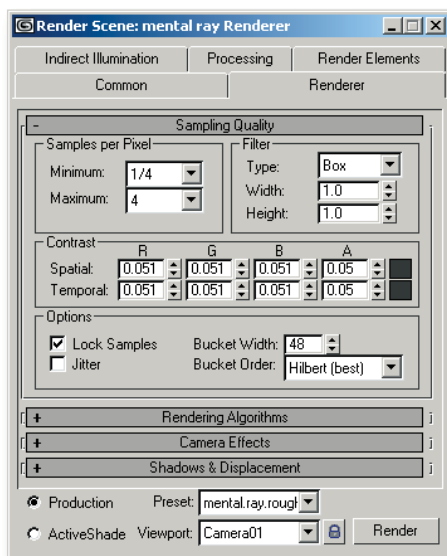 Render Scene: mental ray Renderer
Indirect Illumination Processing Render Elements
Common Renderer
- Sampling Quality
Samples per Pixel Filter
Minimum: 1/4 Type: Box
Maximum: 4 Width: 1.0
Height: 1.0
Contrast
R G B A
Spatial: 0.051 0.051 0.051 0.05
Temporal: 0.051 0.051 0.051 0.05
Options
Lock Samples Bucket Width: 48
Jitter Bucket Order: Hilbert (best)
+ Rendering Algorithms
+ Camera Effects
+ Shadows & Displacement
Production Preset: mental.ray.rough
ActiveShade Viewport: Camera01 Render